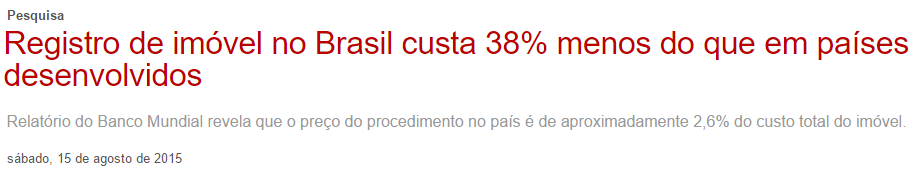 Pesquisa
Registro de imóvel no Brasil custa 38% menos do que em países
desenvolvidos
Relatório do Banco Mundial revela que o preço do procedimento no país é de aproximadamente 2,6% do custo total do imóvel.
sábado, 15 de agosto de 2015